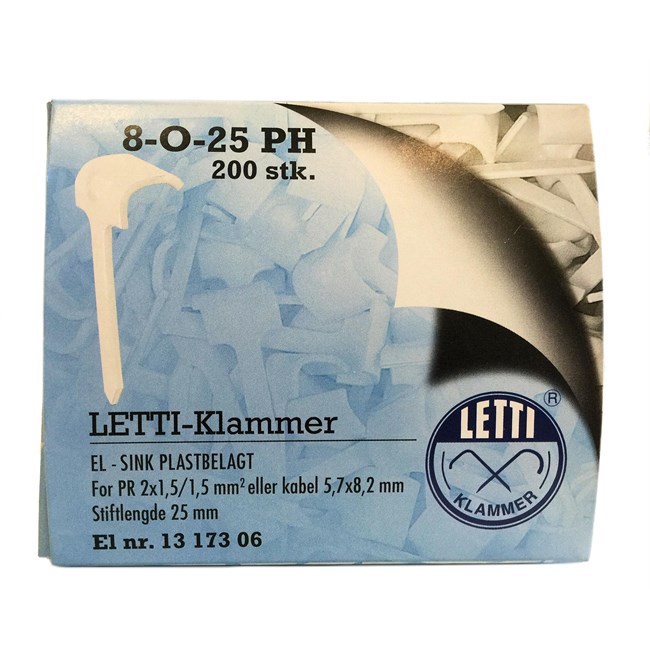 8-O-25 PH
200 stk.
LETTI-Klammer
EL - SINK PLASTBELAGT
For PR 2x1,5/1,5 mm² eller kabel 5,7x8,2 mm
Stiftlengde 25 mm
El nr. 13 173 06
LETTI ®
KLAMMER